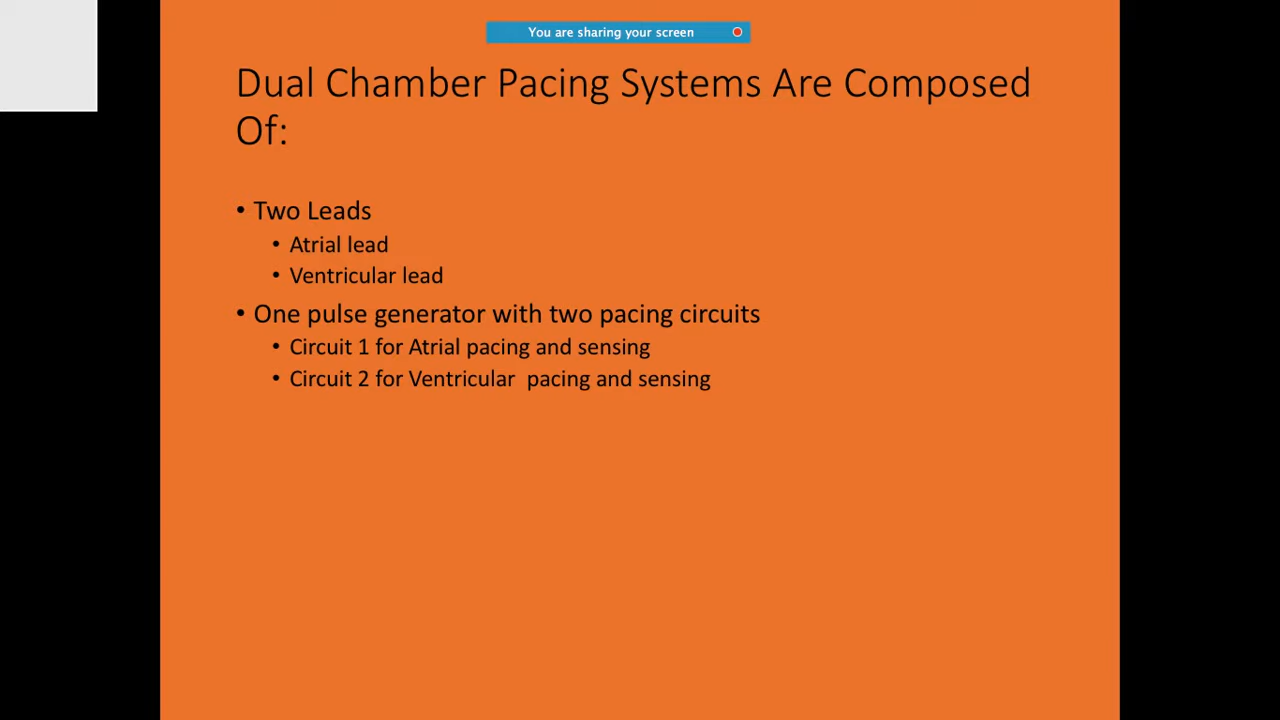 You are sharing your screen
Dual Chamber Pacing Systems Are Composed
Of:
• Two Leads
• Atrial lead
• Ventricular lead
• One pulse generator with two pacing circuits
• Circuit 1 for Atrial pacing and sensing
• Circuit 2 for Ventricular  pacing and sensing